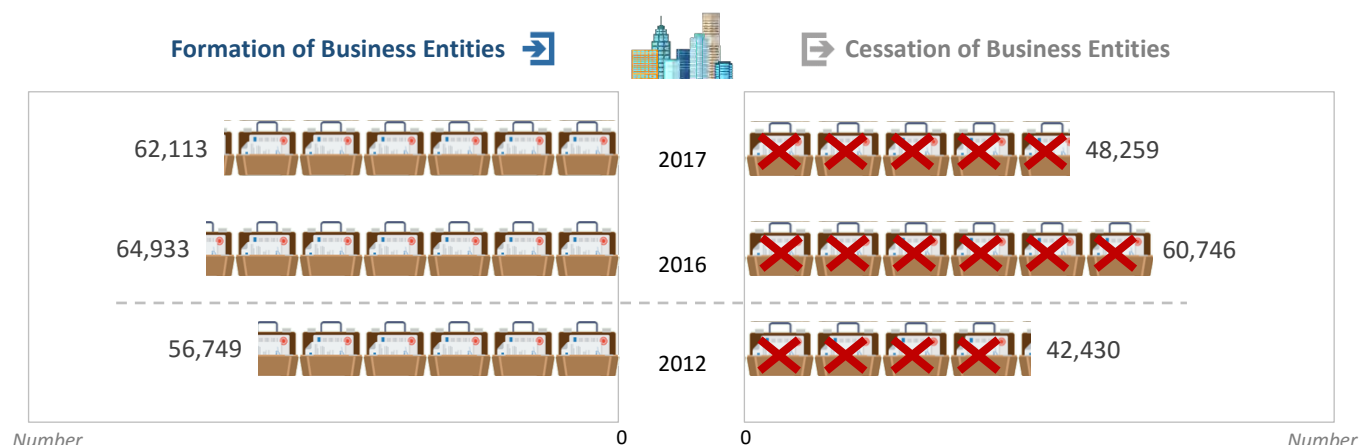 Formation of Business Entities
Cessation of Business Entities
62,113
2017
48,259
64,933
2016
60,746
56,749
2012
42,430
Number
0
0
Number